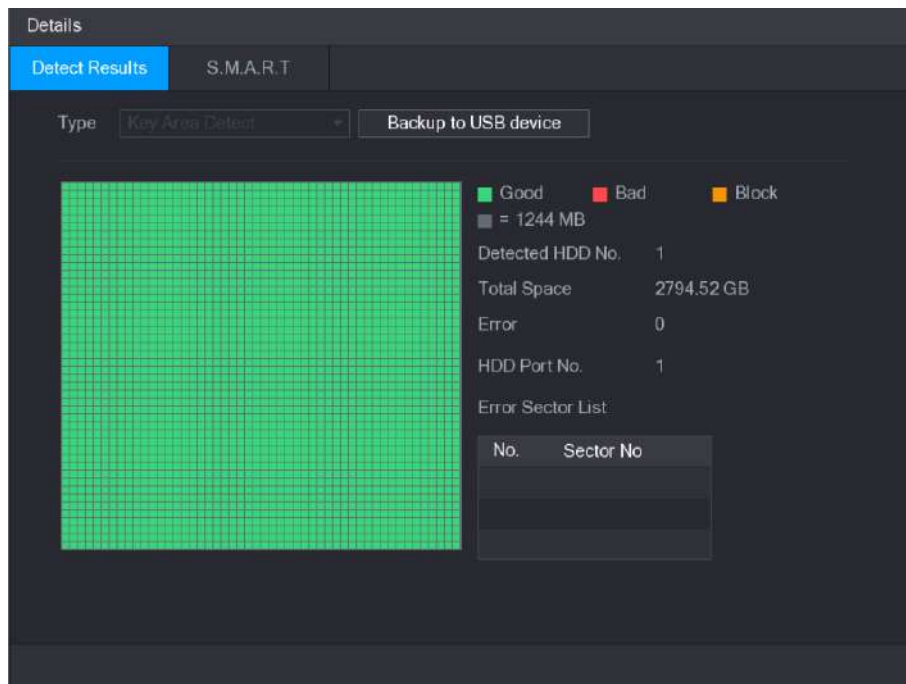 Details
Detect Results S.M.A.R.T
Type Key Area Detect Backup to USB device
Good Bad Block
= 1244 MB
Detected HDD No. 1
Total Space 2794.52 GB
Error 0
HDD Port No. 1
Error Sector List
No. Sector No